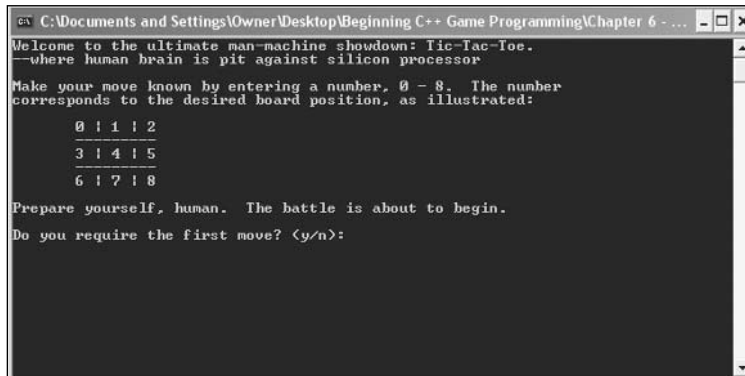 C:\Documents and Settings\Owner\Desktop\Beginning C++ Game Programming\Chapter 6 - ...
Welcome to the ultimate man-machine showdown: Tic-Tac-Toe.
--where human brain is pit against silicon processor
Make your move known by entering a number, 0 - 8.  The number
corresponds to the desired board position, as illustrated:
0 | 1 | 2
---------
3 | 4 | 5
---------
6 | 7 | 8
Prepare yourself, human.  The battle is about to begin.
Do you require the first move? (y/n):